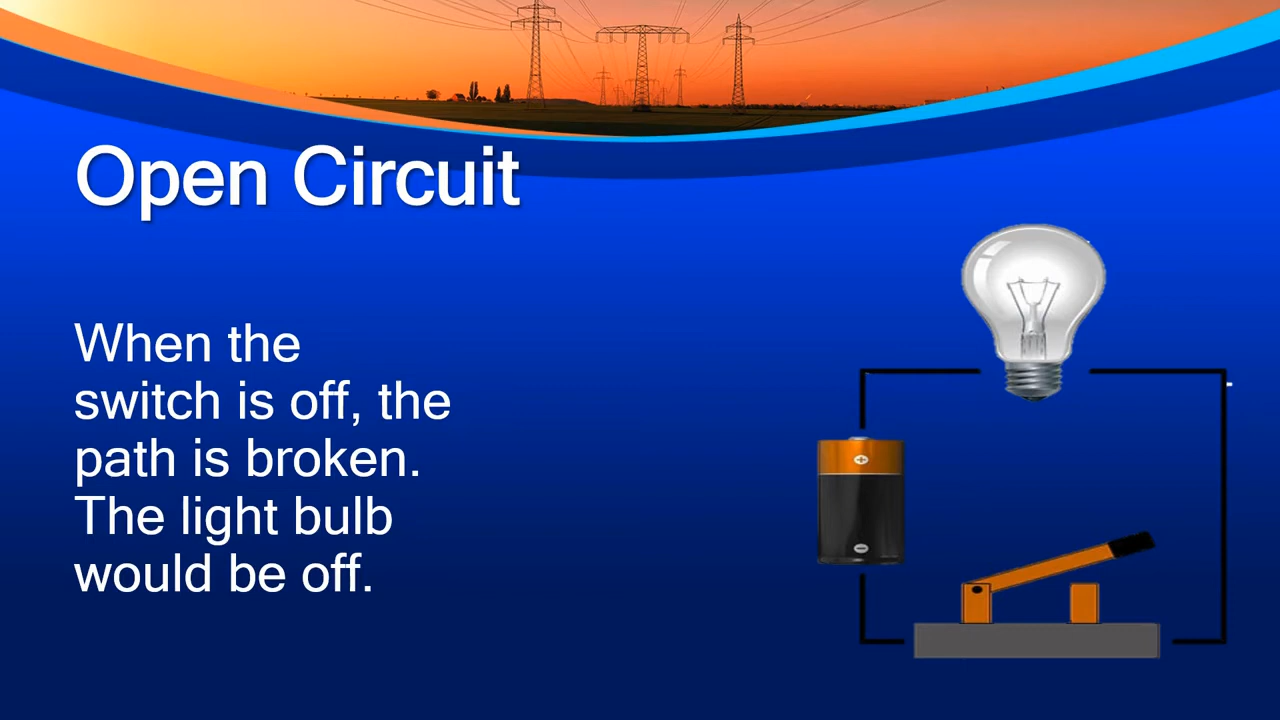 Open Circuit
When the
switch is off, the
path is broken.
The light bulb
would be off.
+
−